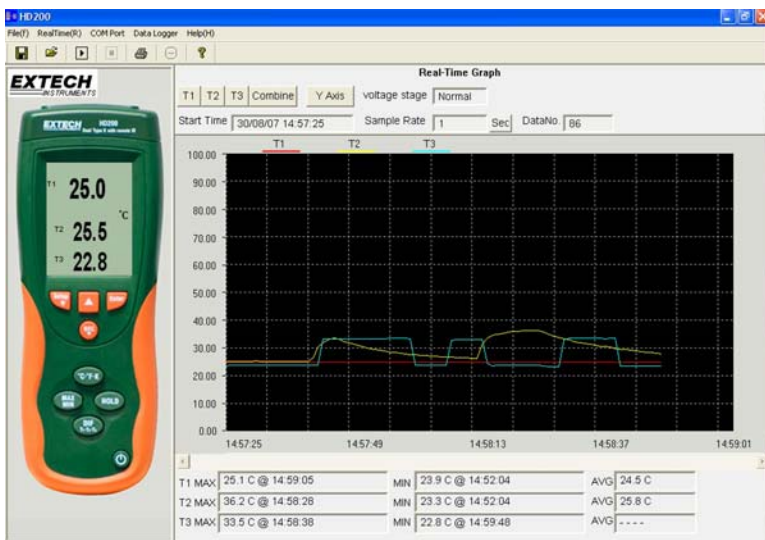 HD200
File(F) RealTime(R) COM Port Data Logger Help(H)
EXTECH
INSTRUMENTS
Real-Time Graph
T1 T2 T3 Combine Y Axis voltage stage Normal
Start Time 30/08/07 14:57:25 Sample Rate 1 Sec DataNo. 86
T1 T2 T3
100.00
90.00
80.00
70.00
60.00
50.00
40.00
30.00
20.00
10.00
0.00
14:57:25 14:57:49 14:58:13 14:58:37 14:59:01
EXTECH HD200
T1 25.0
°C
T2 25.5
T3 22.8
Enter
°C/°F-K
MAX
MIN
HOLD
DIF
T1 MAX 25.1 C @ 14:59:05 MIN 23.9 C @ 14:52:04 AVG 24.5 C
T2 MAX 36.2 C @ 14:58:28 MIN 23.3 C @ 14:52:04 AVG 25.8 C
T3 MAX 33.5 C @ 14:58:38 MIN 22.8 C @ 14:59:48 AVG - - - -